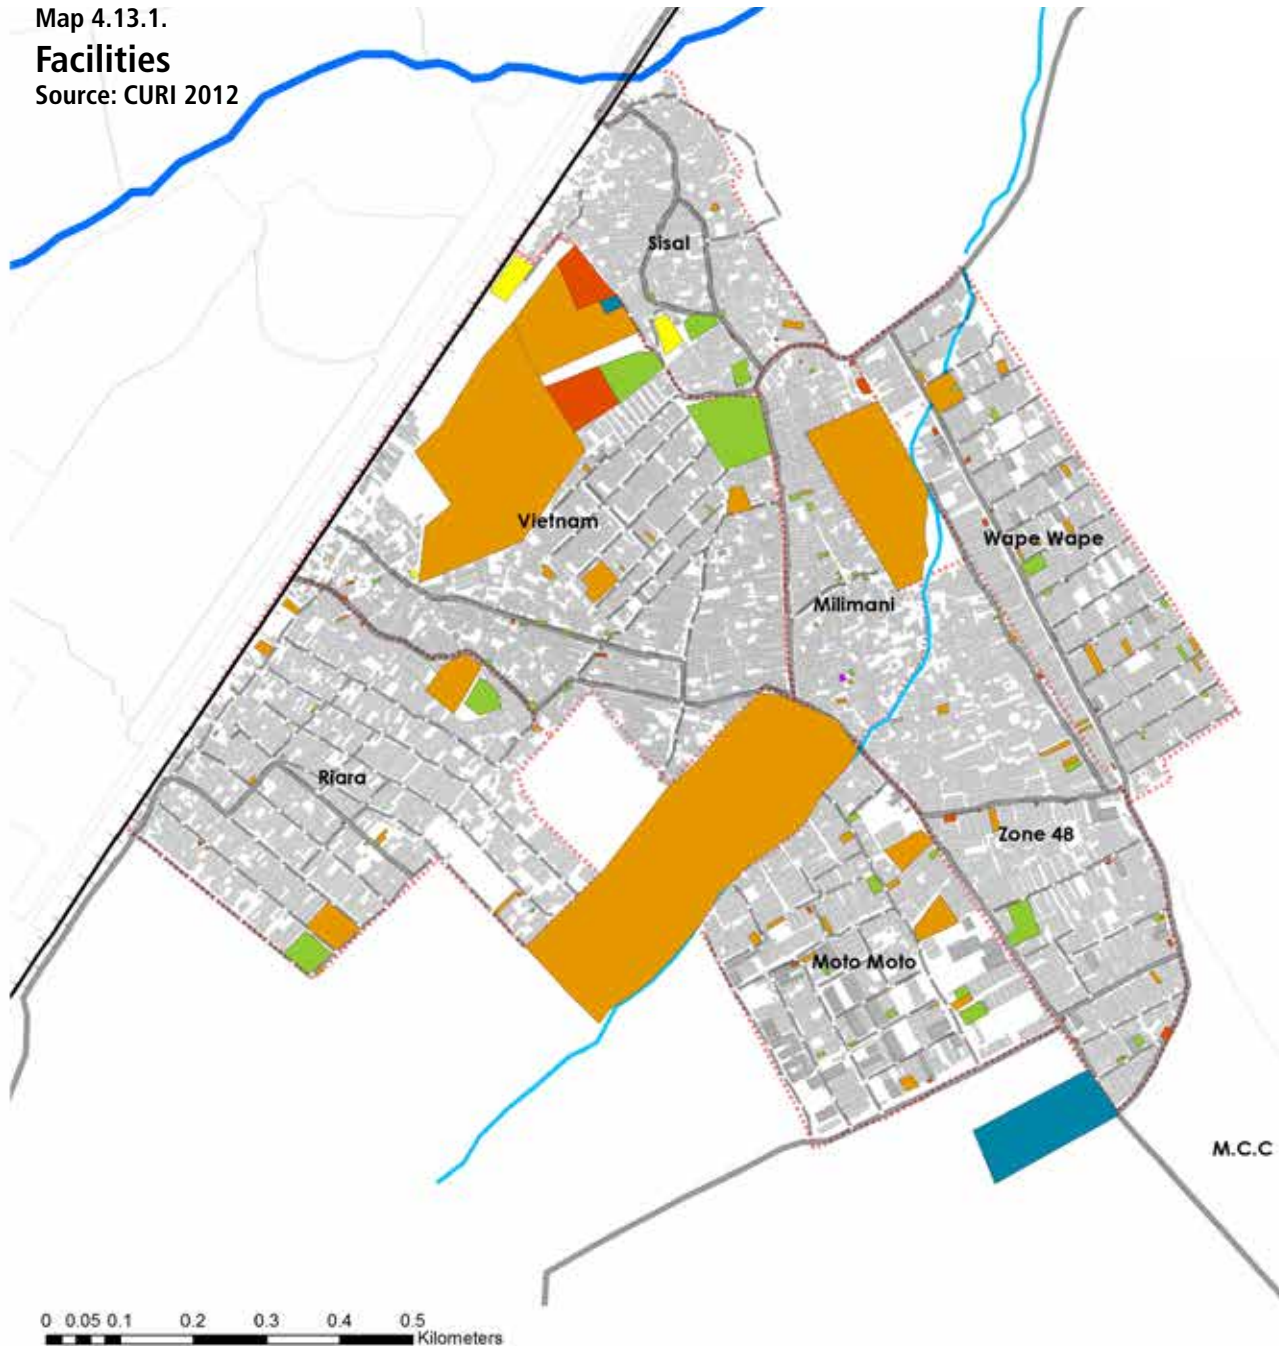 Map 4.13.1.
Facilities
Source: CURI 2012
Sisal
Vietnam
Wape Wape
Milimani
Riara
Zone 48
Moto Moto
M.C.C
0 0.05 0.1 0.2 0.3 0.4 0.5
Kilometers